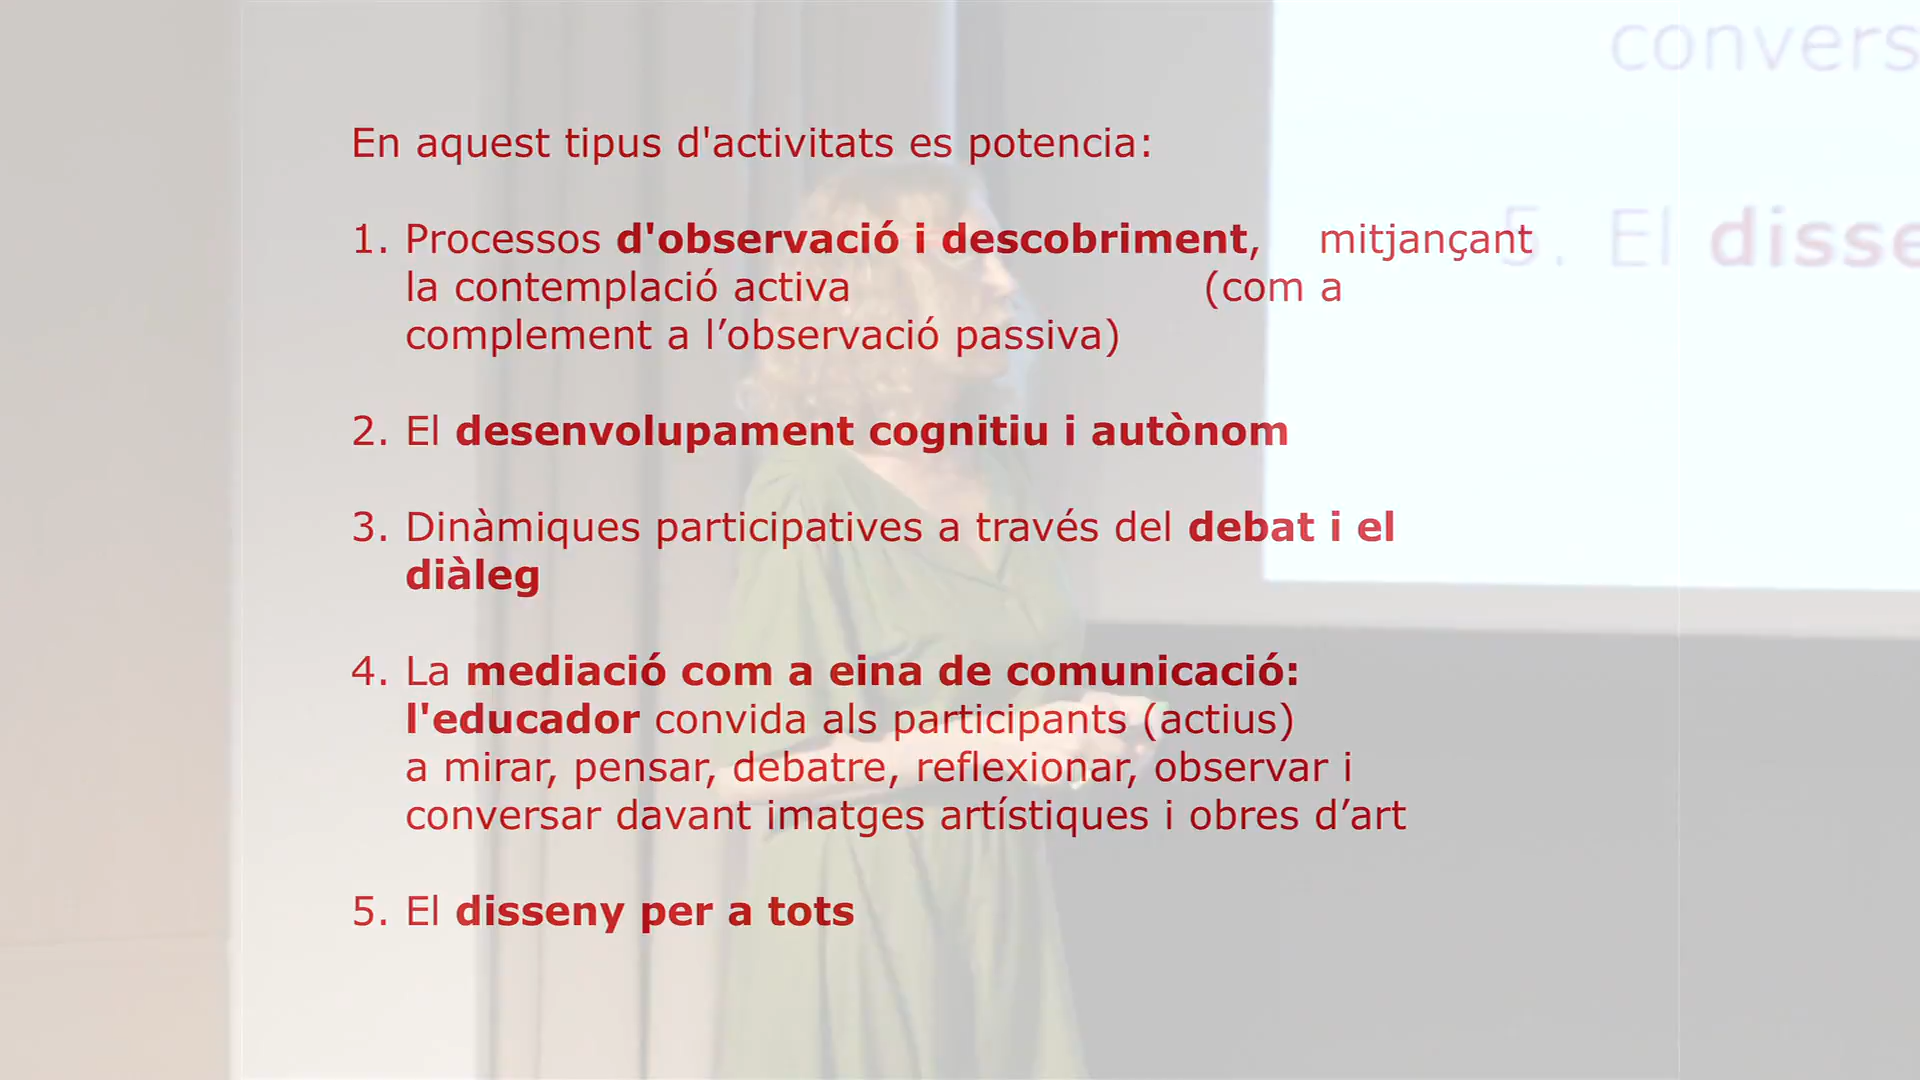 En aquest tipus d'activitats es potencia:
1. Processos d'observació i descobriment, mitjançant
la contemplació activa (com a
complement a l’observació passiva)
2. El desenvolupament cognitiu i autònom
3. Dinàmiques participatives a través del debat i el
diàleg
4. La mediació com a eina de comunicació:
l'educador convida als participants (actius)
a mirar, pensar, debatre, reflexionar, observar i
conversar davant imatges artístiques i obres d’art
5. El disseny per a tots
convers
5. El disse